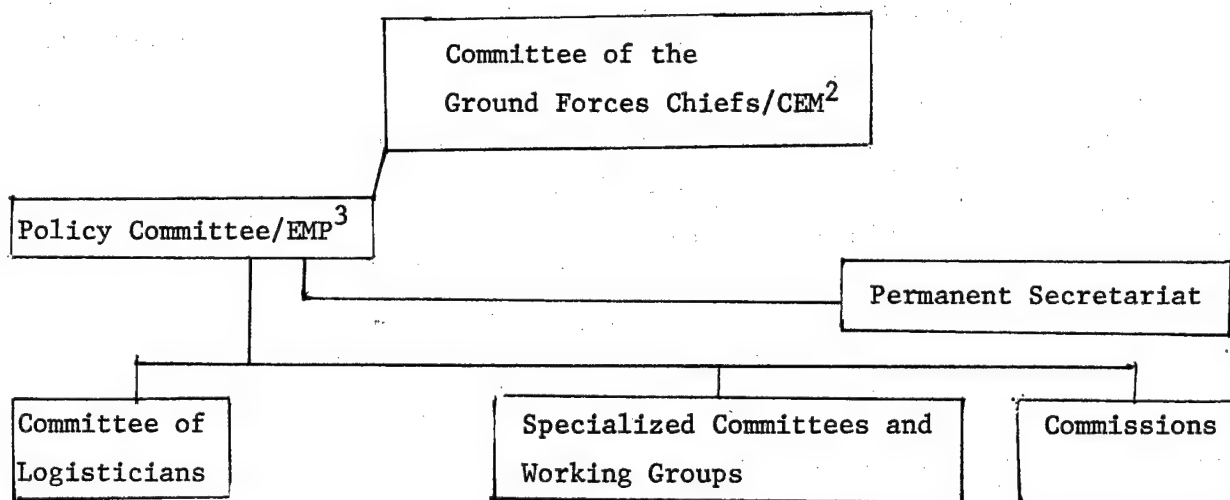 Committee of the
Ground Forces Chiefs/CEM2
Policy Committee/EMP3
Permanent Secretariat
Committee of
Logisticians
Specialized Committees and
Working Groups
Commissions